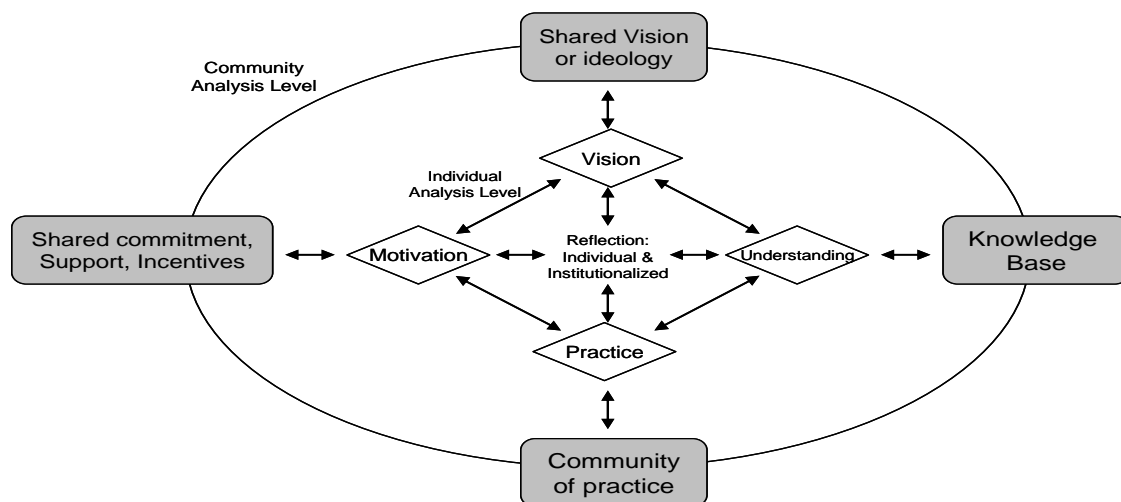 Shared Vision
or ideology
Community
Analysis Level
Vision
Individual
Analysis Level
Shared commitment,
Support, Incentives
Motivation
Reflection:
Individual &
Institutionalized
Understanding
Knowledge
Base
Practice
Community
of practice